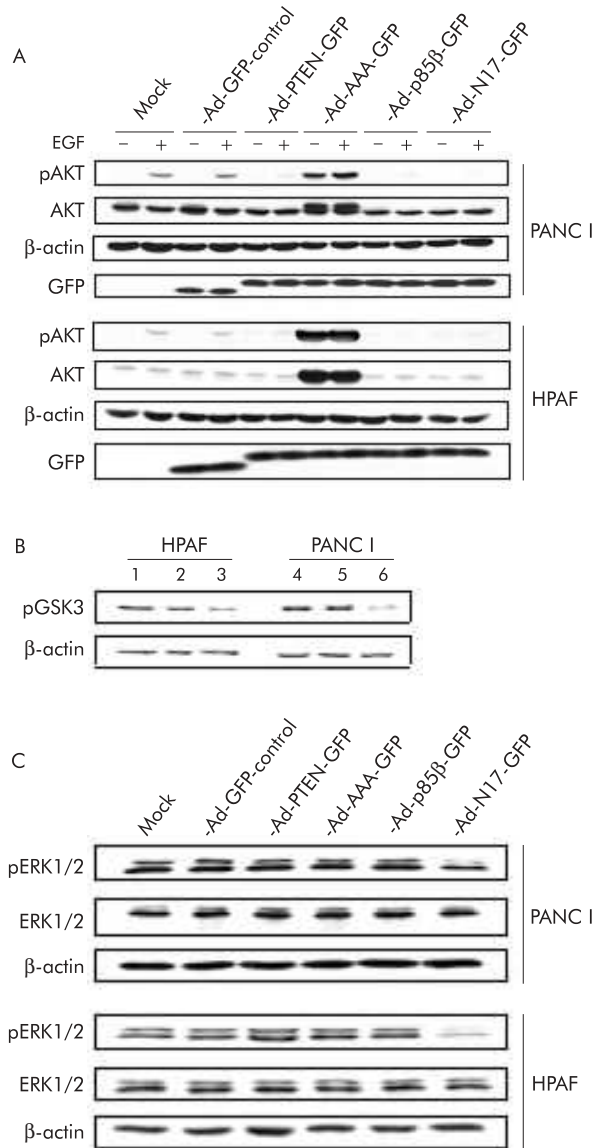 A
Mock -Ad-GFP-control -Ad-PTEN-GFP -Ad-AAA-GFP -Ad-p85β-GFP -Ad-N17-GFP
EGF − + − + − + − + − + − +
pAKT
AKT
β-actin
GFP
PANC I
pAKT
AKT
β-actin
GFP
HPAF
B
HPAF PANC I
1 2 3 4 5 6
pGSK3
β-actin
C
Mock -Ad-GFP-control -Ad-PTEN-GFP -Ad-AAA-GFP -Ad-p85β-GFP -Ad-N17-GFP
pERK1/2
ERK1/2
β-actin
PANC I
pERK1/2
ERK1/2
β-actin
HPAF